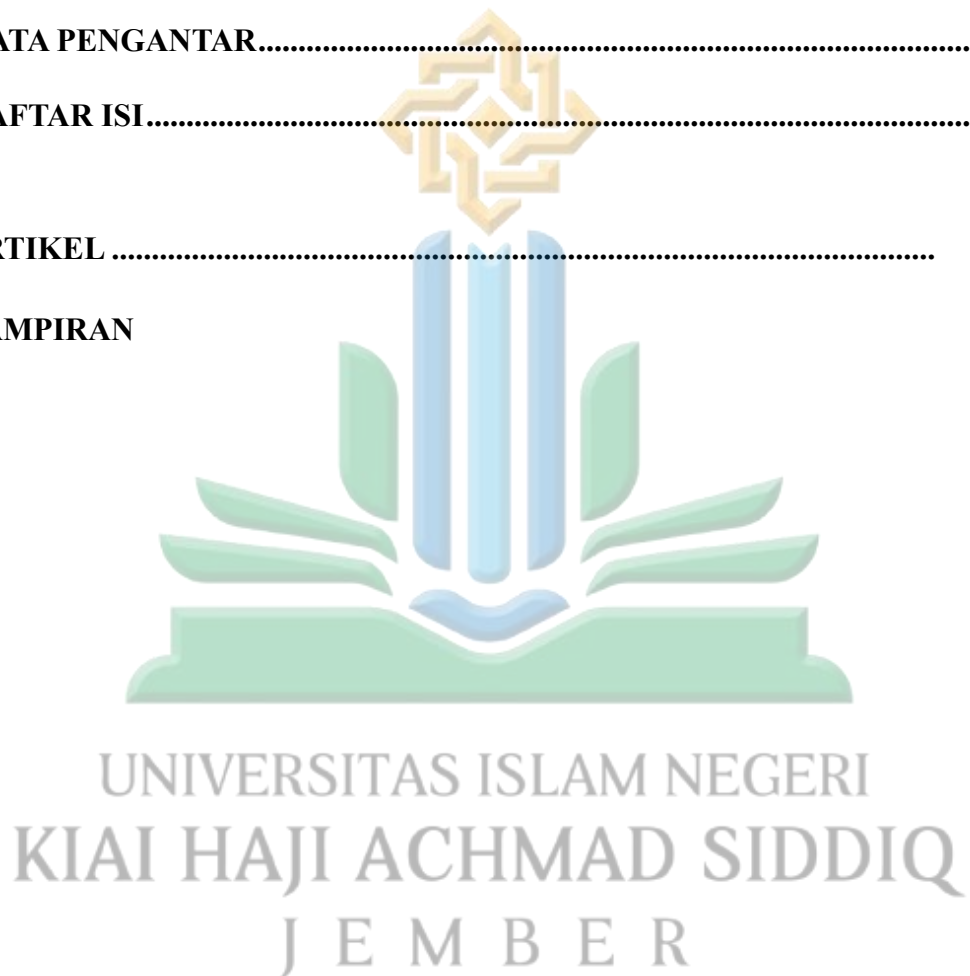 ATA PENGANTAR.........................................................................................
AFTAR ISI.......................................................................................................
RTIKEL .......................................................................................................
AMPIRAN
UNIVERSITAS ISLAM NEGERI
KIAI HAJI ACHMAD SIDDIQ
J E M B E R